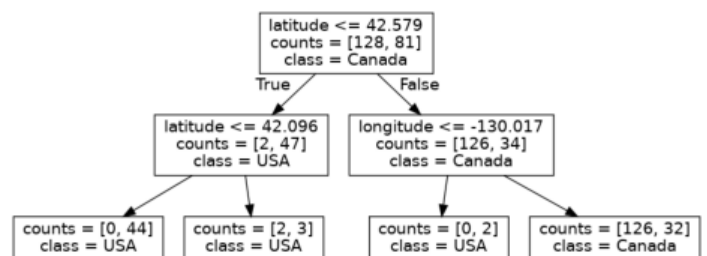 latitude <= 42.579
counts = [128, 81]
class = Canada
True
False
latitude <= 42.096
counts = [2, 47]
class = USA
longitude <= -130.017
counts = [126, 34]
class = Canada
counts = [0, 44]
class = USA
counts = [2, 3]
class = USA
counts = [0, 2]
class = USA
counts = [126, 32]
class = Canada